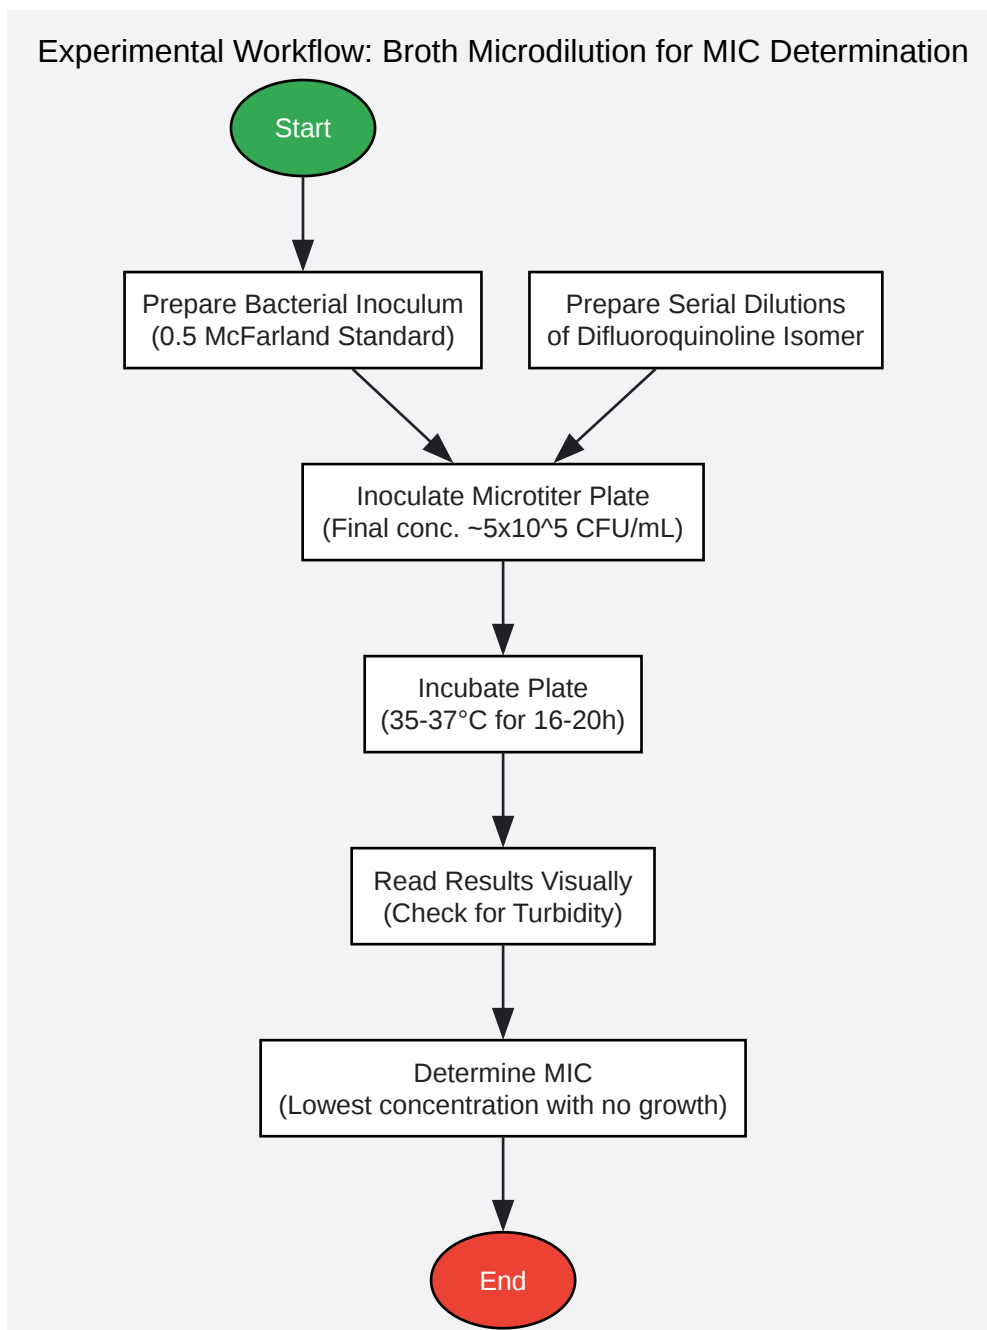 Experimental Workflow: Broth Microdilution for MIC Determination
Start
Prepare Bacterial Inoculum
(0.5 McFarland Standard)
Prepare Serial Dilutions
of Difluoroquinoline Isomer
Inoculate Microtiter Plate
(Final conc. ~5x10^5 CFU/mL)
Incubate Plate
(35-37°C for 16-20h)
Read Results Visually
(Check for Turbidity)
Determine MIC
(Lowest concentration with no growth)
End